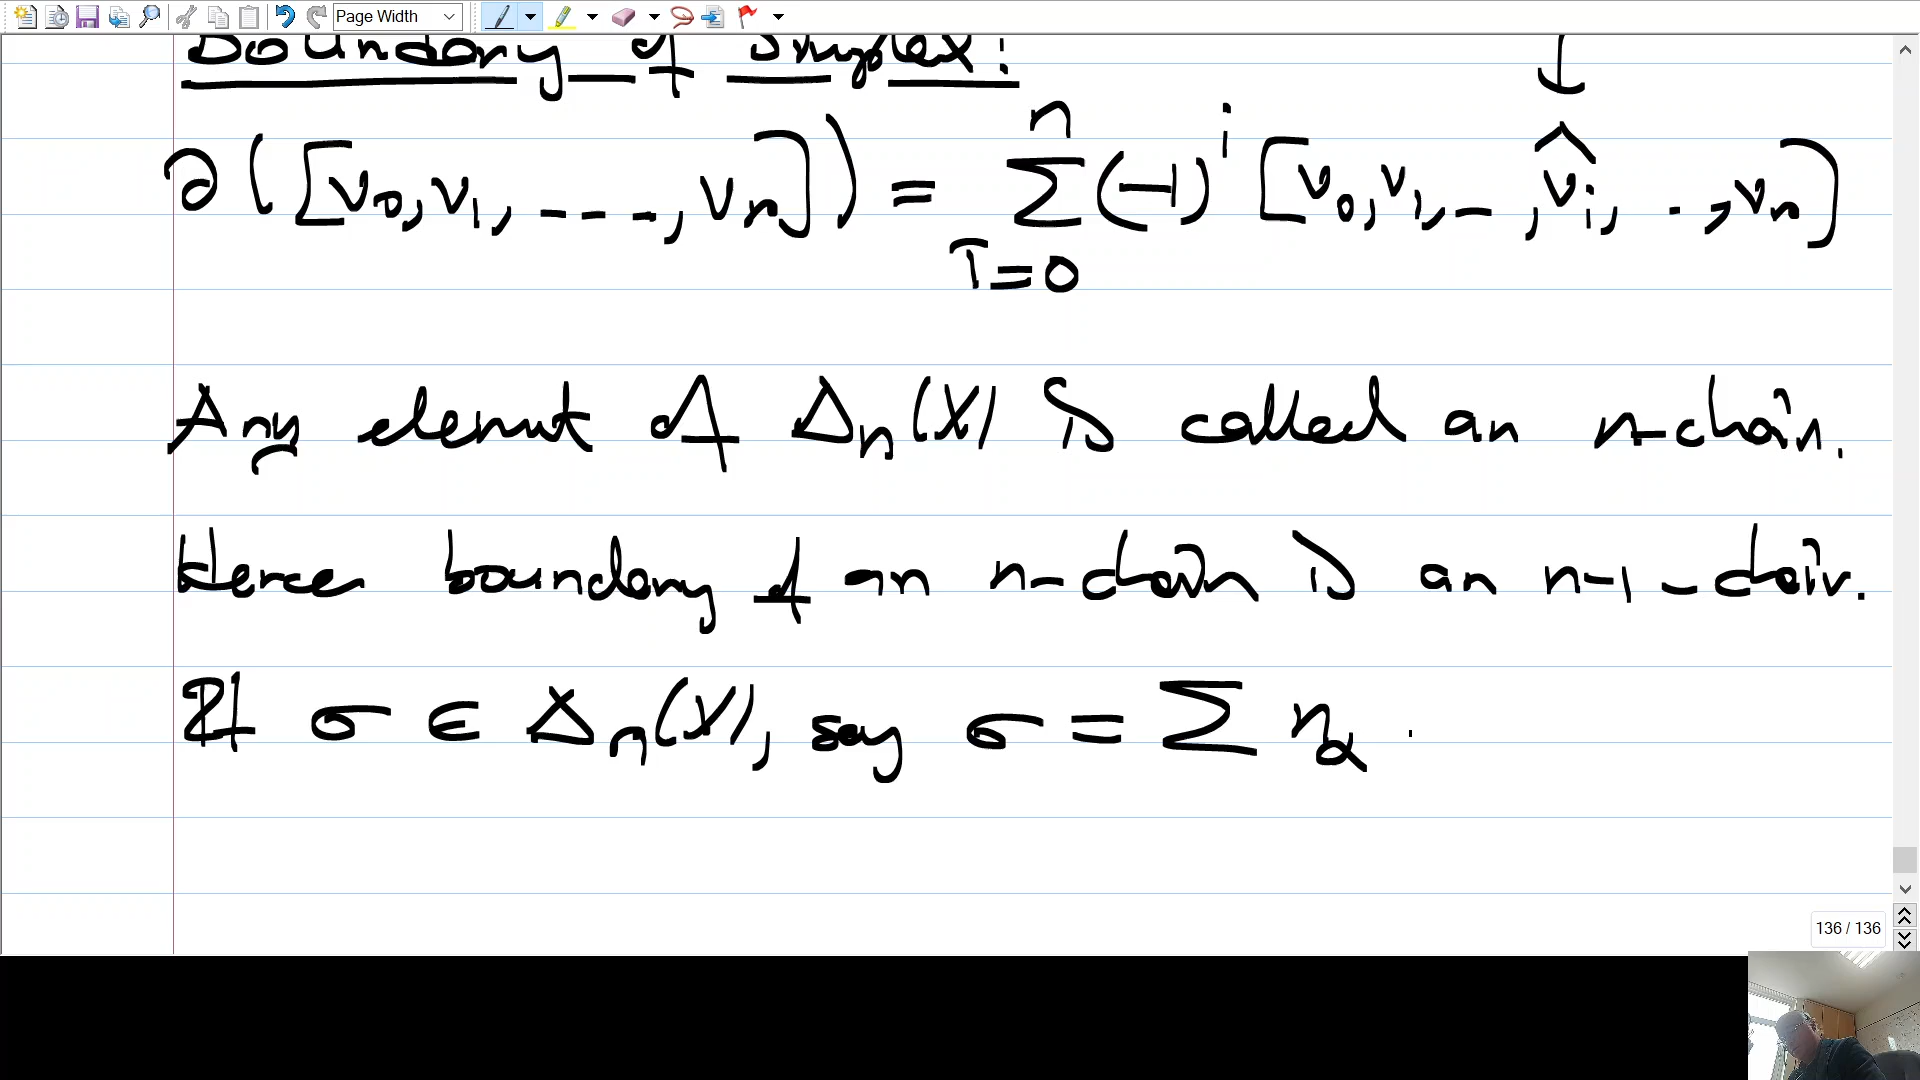 Page Width
Boundary of Simplex:
∂([v₀,v₁,----,vₙ]) = Σ (-1)ⁱ [v₀,v₁,-,v̂ᵢ,..,vₙ]
n
i=0
Any element of Δₙ(X) is called an n-chain.
Hence boundary of an n-chain is an n-1-chain.
If σ ∈ Δₙ(X), say σ = Σ n_α .
136 / 136